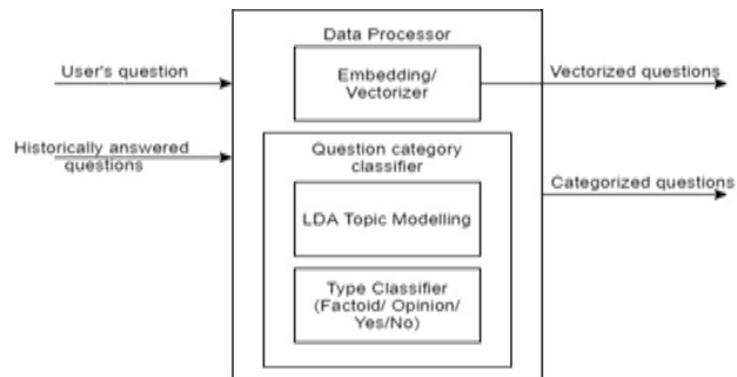 Data Processor
User's question
Embedding/
Vectorizer
Vectorized questions
Historically answered
questions
Question category
classifier
Categorized questions
LDA Topic Modelling
Type Classifier
(Factoid/ Opinion/
Yes/No)